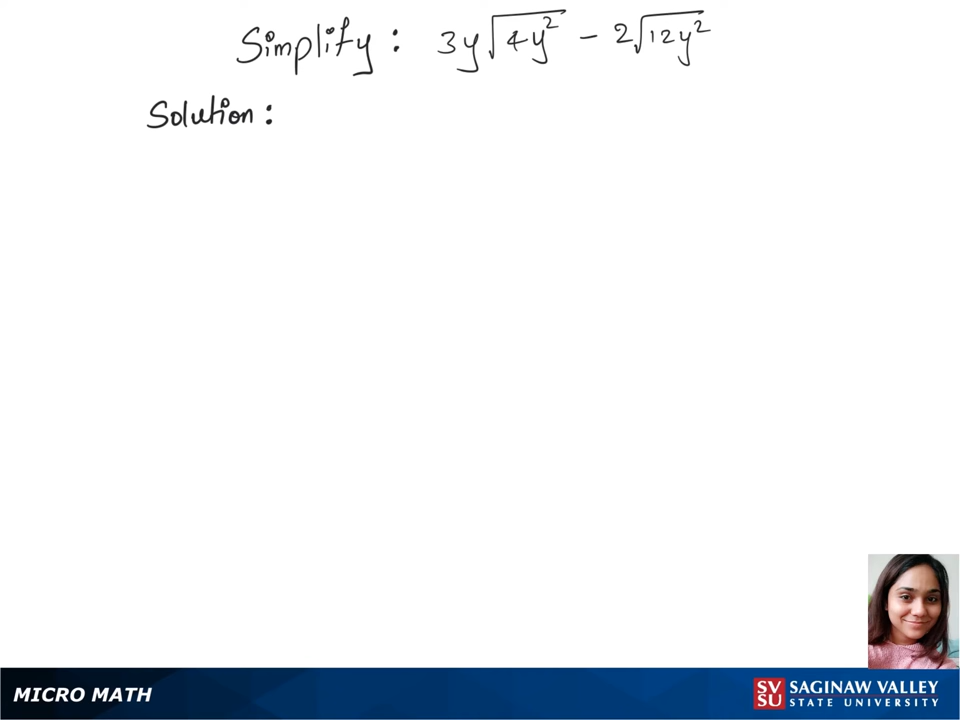 Simplify : 3y√4y² − 2√12y²
Solution :
MICRO MATH
SVSU SAGINAW VALLEY
STATE UNIVERSITY